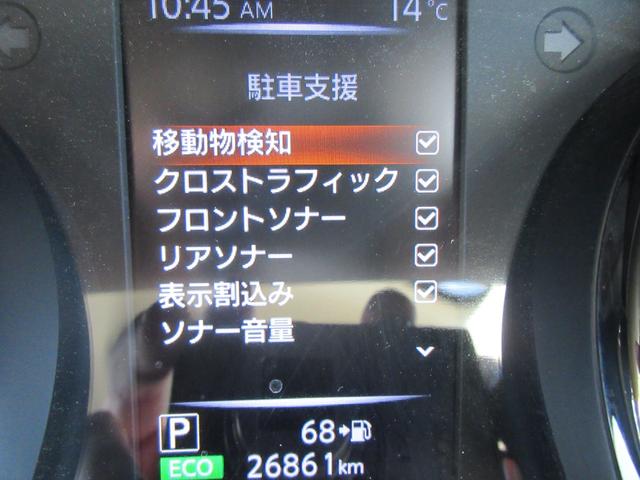 10:45 AM 14℃
駐車支援
移動物検知
クロストラフィック
フロントソナー
リアソナー
表示割込み
ソナー音量
P 68
ECO 26861km